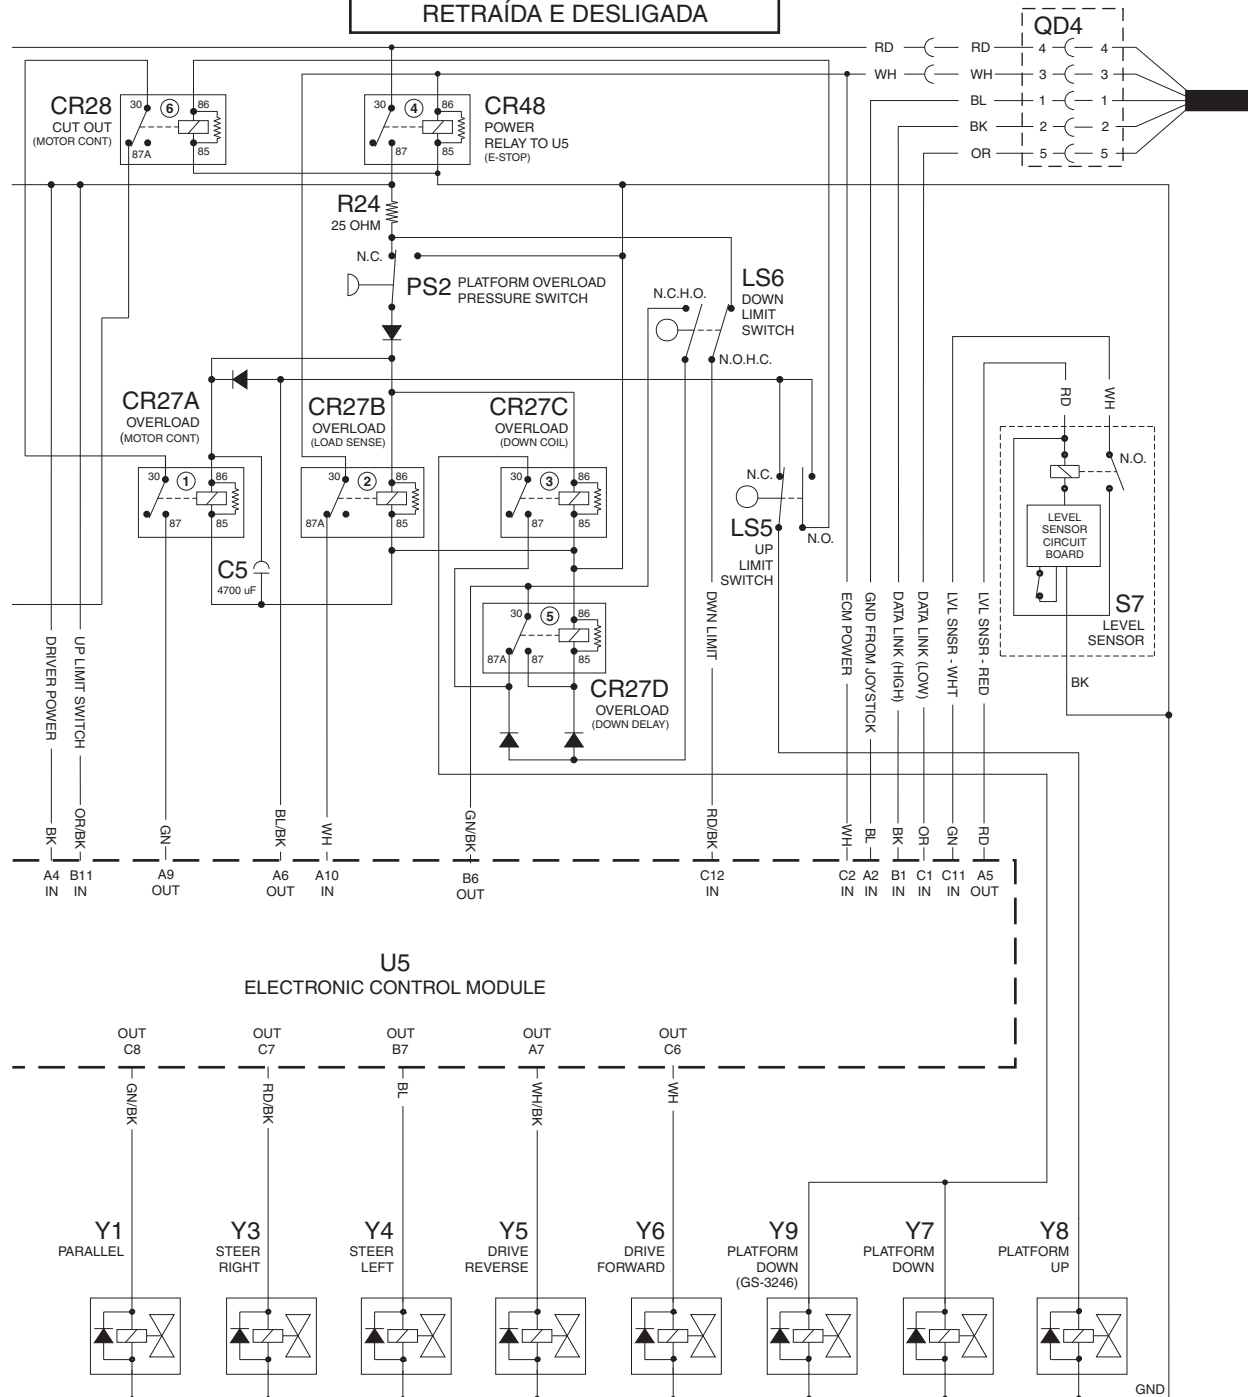 RETRAÍDA E DESLIGADA
QD4
RD RD 4 4
WH WH 3 3
BL 1 1
BK 2 2
OR 5 5
CR28
CUT OUT
(MOTOR CONT)
30 6 86
87A 85
30 4 86
87 85
CR48
POWER
RELAY TO U5
(E-STOP)
R24
25 OHM
N.C.
PS2 PLATFORM OVERLOAD
PRESSURE SWITCH
N.C.H.O.
LS6
DOWN
LIMIT
SWITCH
N.O.H.C.
CR27A
OVERLOAD
(MOTOR CONT)
30 1 86
87 85
CR27B
OVERLOAD
(LOAD SENSE)
30 2 86
87A 85
CR27C
OVERLOAD
(DOWN COIL)
30 3 86
87 85
C5
4700 uF
30 5 86
87A 87 85
CR27D
OVERLOAD
(DOWN DELAY)
N.C.
LS5
UP
LIMIT
SWITCH
N.O.
RD
WH
N.O.
LEVEL
SENSOR
CIRCUIT
BOARD
S7
LEVEL
SENSOR
BK
DRIVER POWER
UP LIMIT SWITCH
DWN LIMIT
ECM POWER
GND FROM JOYSTICK
DATA LINK (HIGH)
DATA LINK (LOW)
LVL SNSR - WHT
LVL SNSR - RED
BK
OR/BK
GN
BL/BK
WH
GN/BK
RD/BK
WH
BL
BK
OR
GN
RD
A4 B11 A9 A6 A10 B6 C12 C2 A2 B1 C1 C11 A5
IN IN OUT OUT IN OUT IN IN IN IN IN IN OUT
U5
ELECTRONIC CONTROL MODULE
OUT OUT OUT OUT OUT
C8 C7 B7 A7 C6
GN/BK
RD/BK
BL
WH/BK
WH
Y1
PARALLEL
Y3
STEER
RIGHT
Y4
STEER
LEFT
Y5
DRIVE
REVERSE
Y6
DRIVE
FORWARD
Y9
PLATFORM
DOWN
(GS-3246)
Y7
PLATFORM
DOWN
Y8
PLATFORM
UP
GND